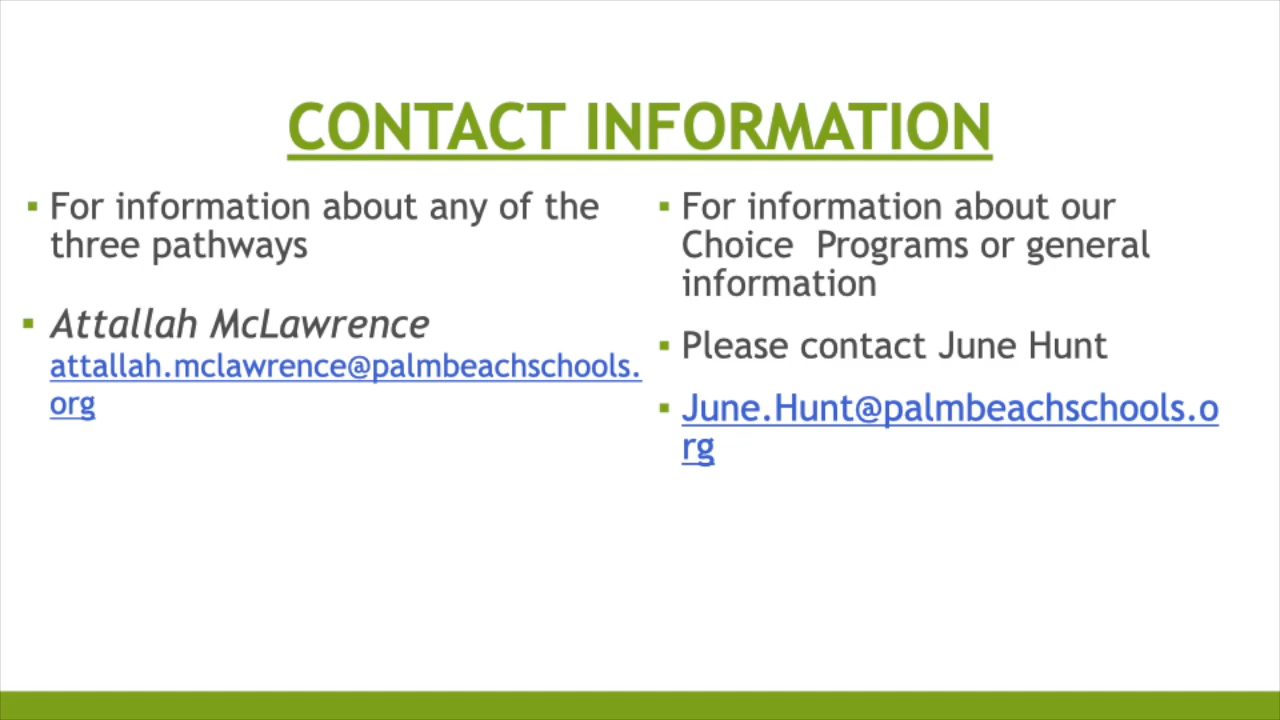 CONTACT INFORMATION
▪ For information about any of the
three pathways
▪ Attallah McLawrence
attallah.mclawrence@palmbeachschools.
org
▪ For information about our
Choice  Programs or general
information
▪ Please contact June Hunt
▪ June.Hunt@palmbeachschools.o
rg